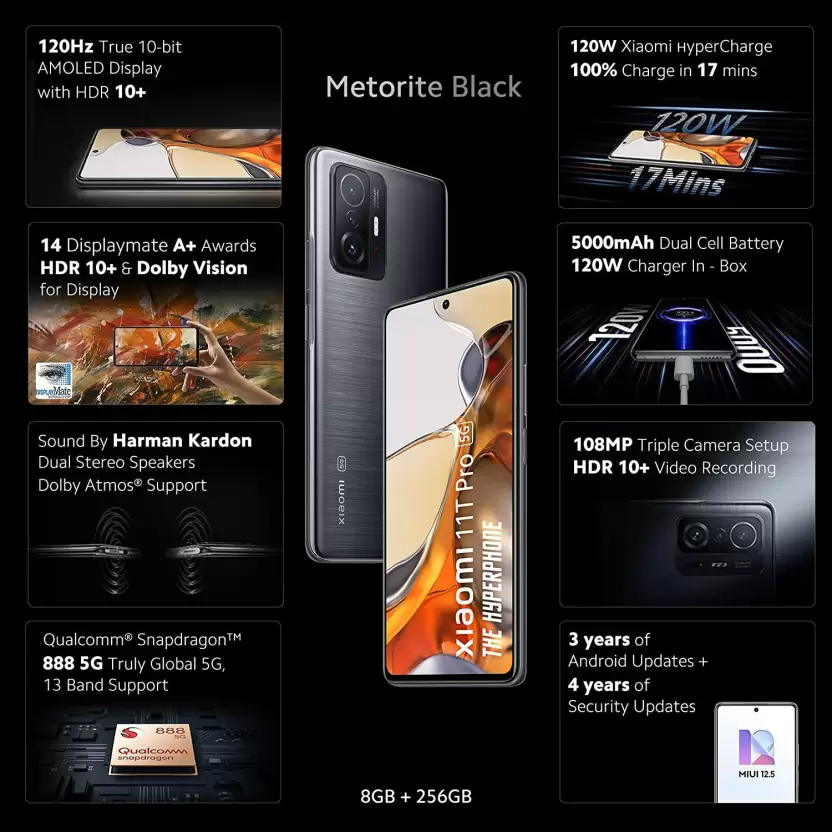 120Hz True 10-bit
AMOLED Display
with HDR 10+
14 Displaymate A+ Awards
HDR 10+ & Dolby Vision
for Display
DISPLAYMate
Sound By Harman Kardon
Dual Stereo Speakers
Dolby Atmos® Support
Qualcomm® Snapdragon™
888 5G Truly Global 5G,
13 Band Support
888
5G
Qualcomm
snapdragon
Metorite Black
xiaomi 5G
xiaomi 11T Pro 5G
THE HYPERPHONE
8GB + 256GB
120W Xiaomi HyperCharge
100% Charge in 17 mins
120W
17Mins
5000mAh Dual Cell Battery
120W Charger In - Box
120W
5000
108MP Triple Camera Setup
HDR 10+ Video Recording
3 years of
Android Updates +
4 years of
Security Updates
MIUI 12.5